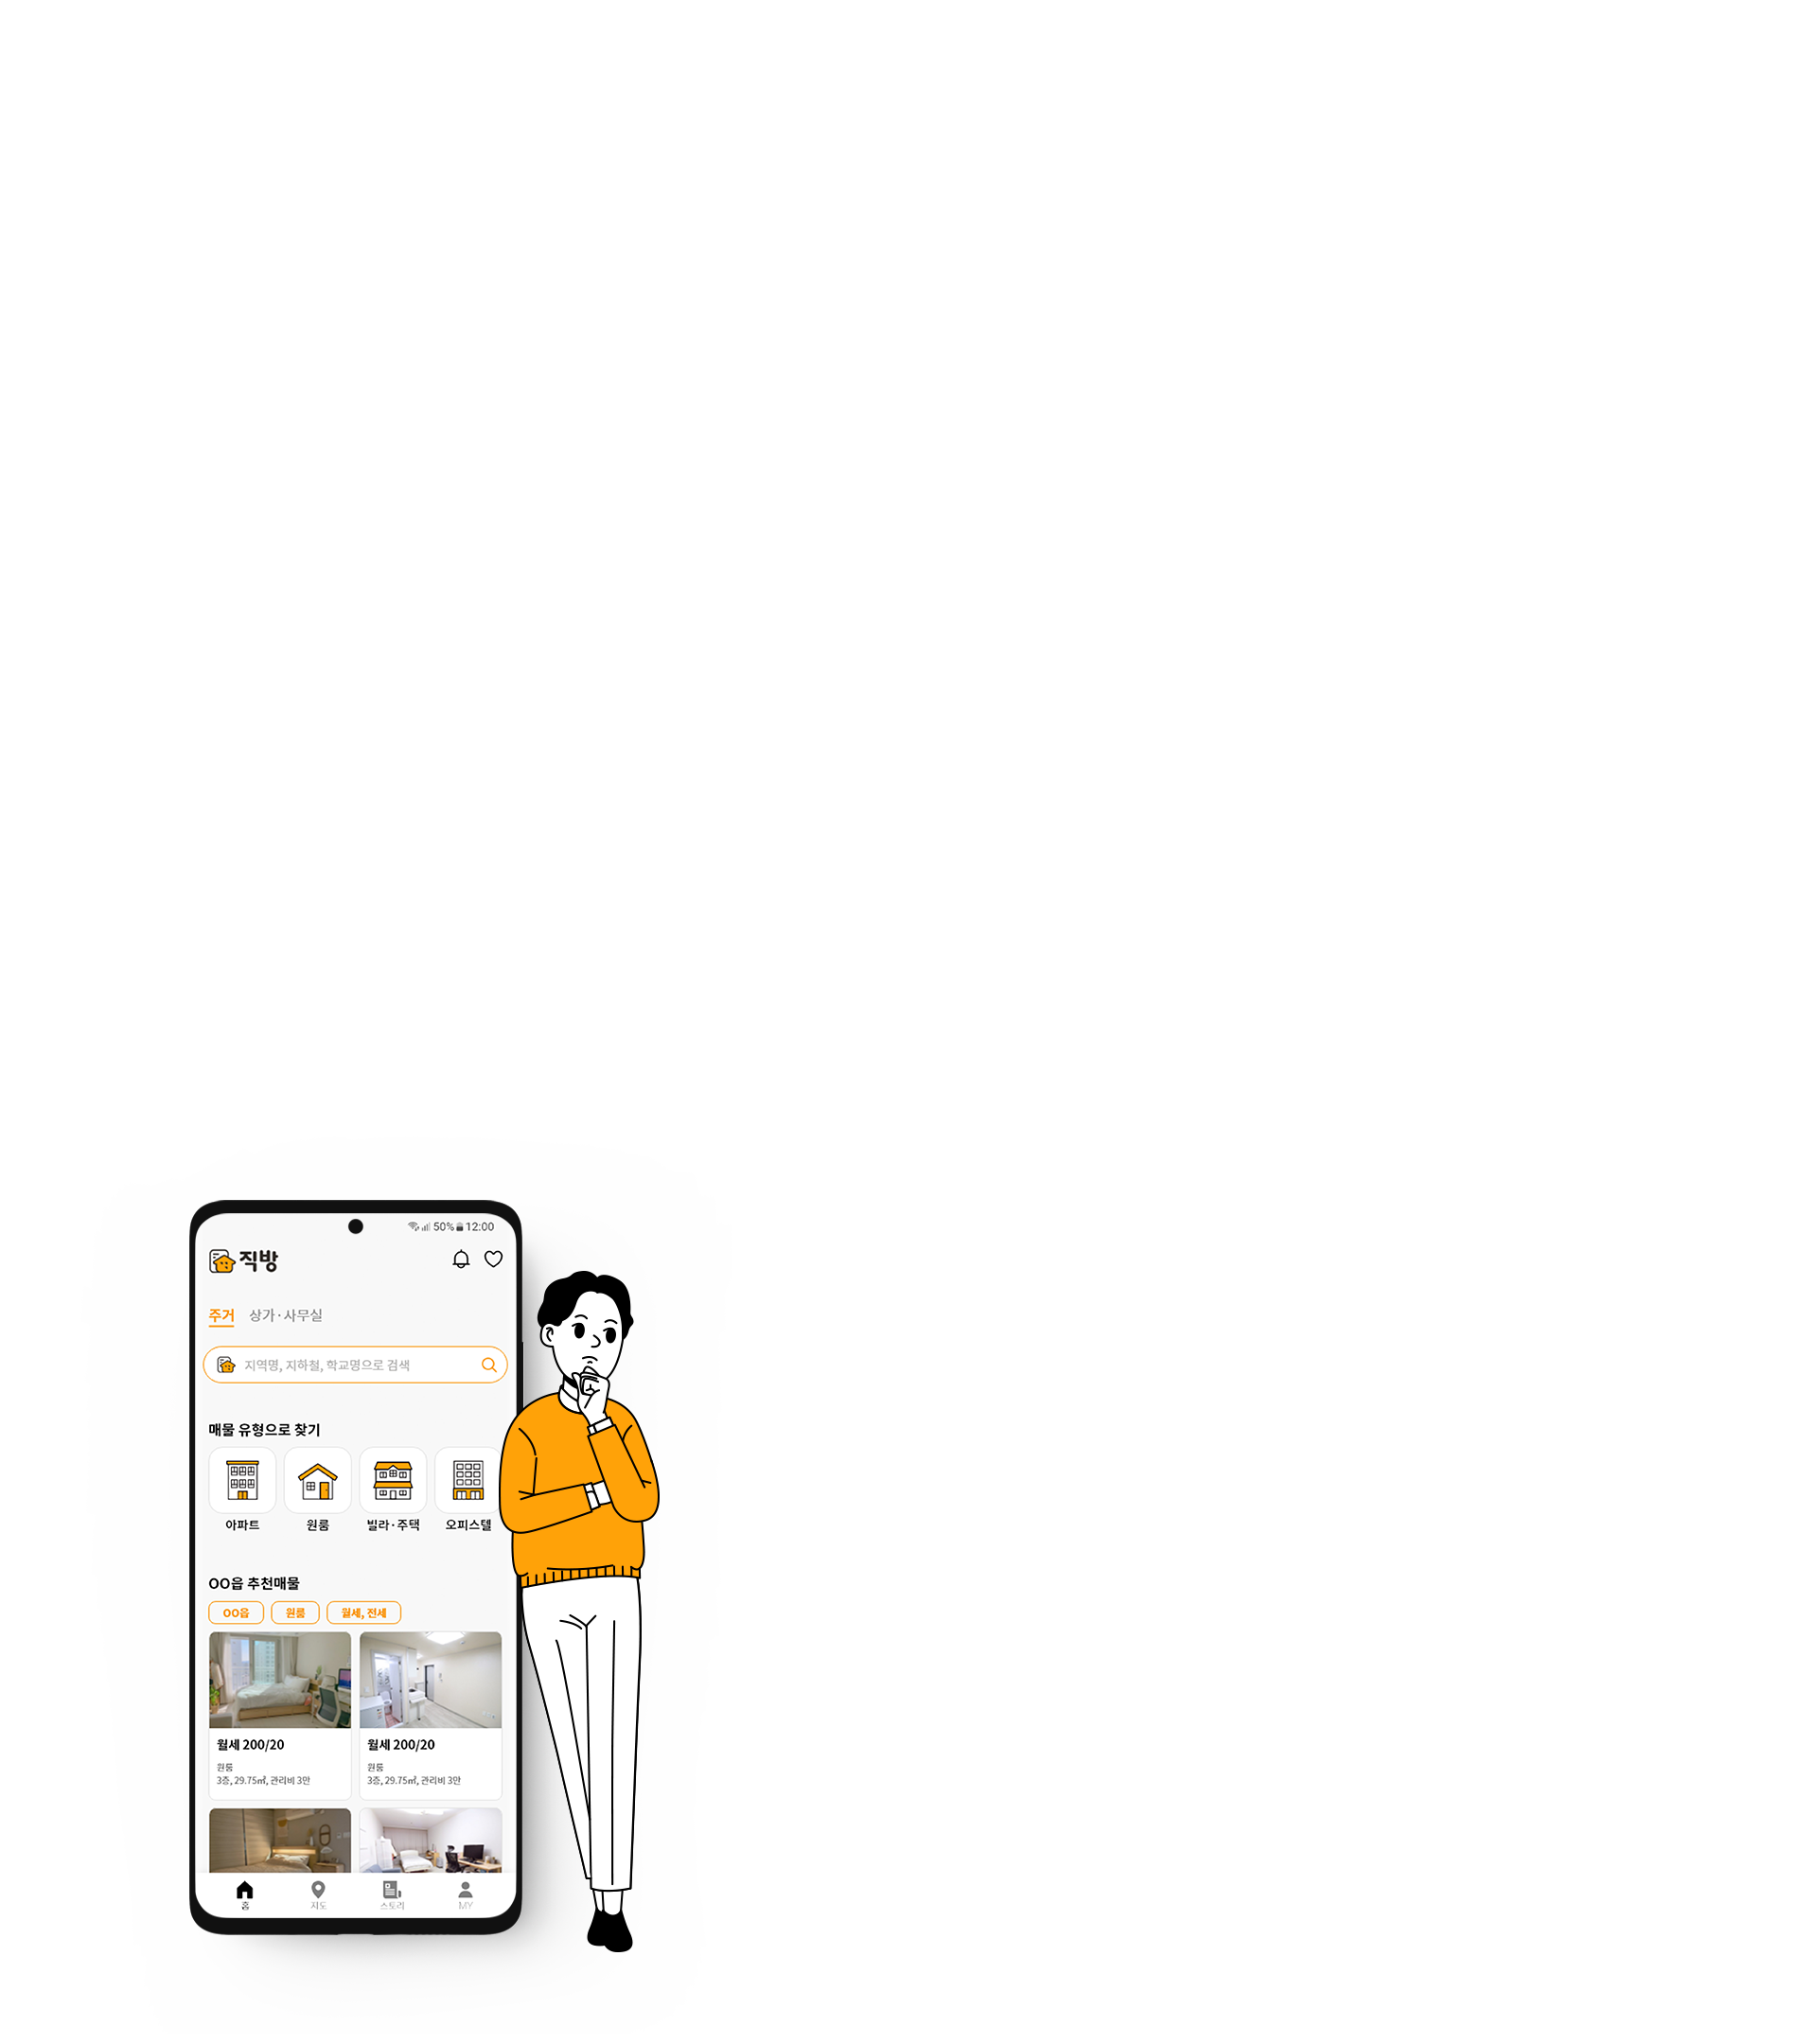 50% 12:00
직방
주거 상가·사무실
지역명, 지하철, 학교명으로 검색
매물 유형으로 찾기
아파트 원룸 빌라·주택 오피스텔
OO읍 추천매물
OO읍 원룸 월세, 전세
월세 200/20 월세 200/20
원룸 원룸
3층, 29.75㎡, 관리비 3만 3층, 29.75㎡, 관리비 3만
홈 지도 스토리 MY